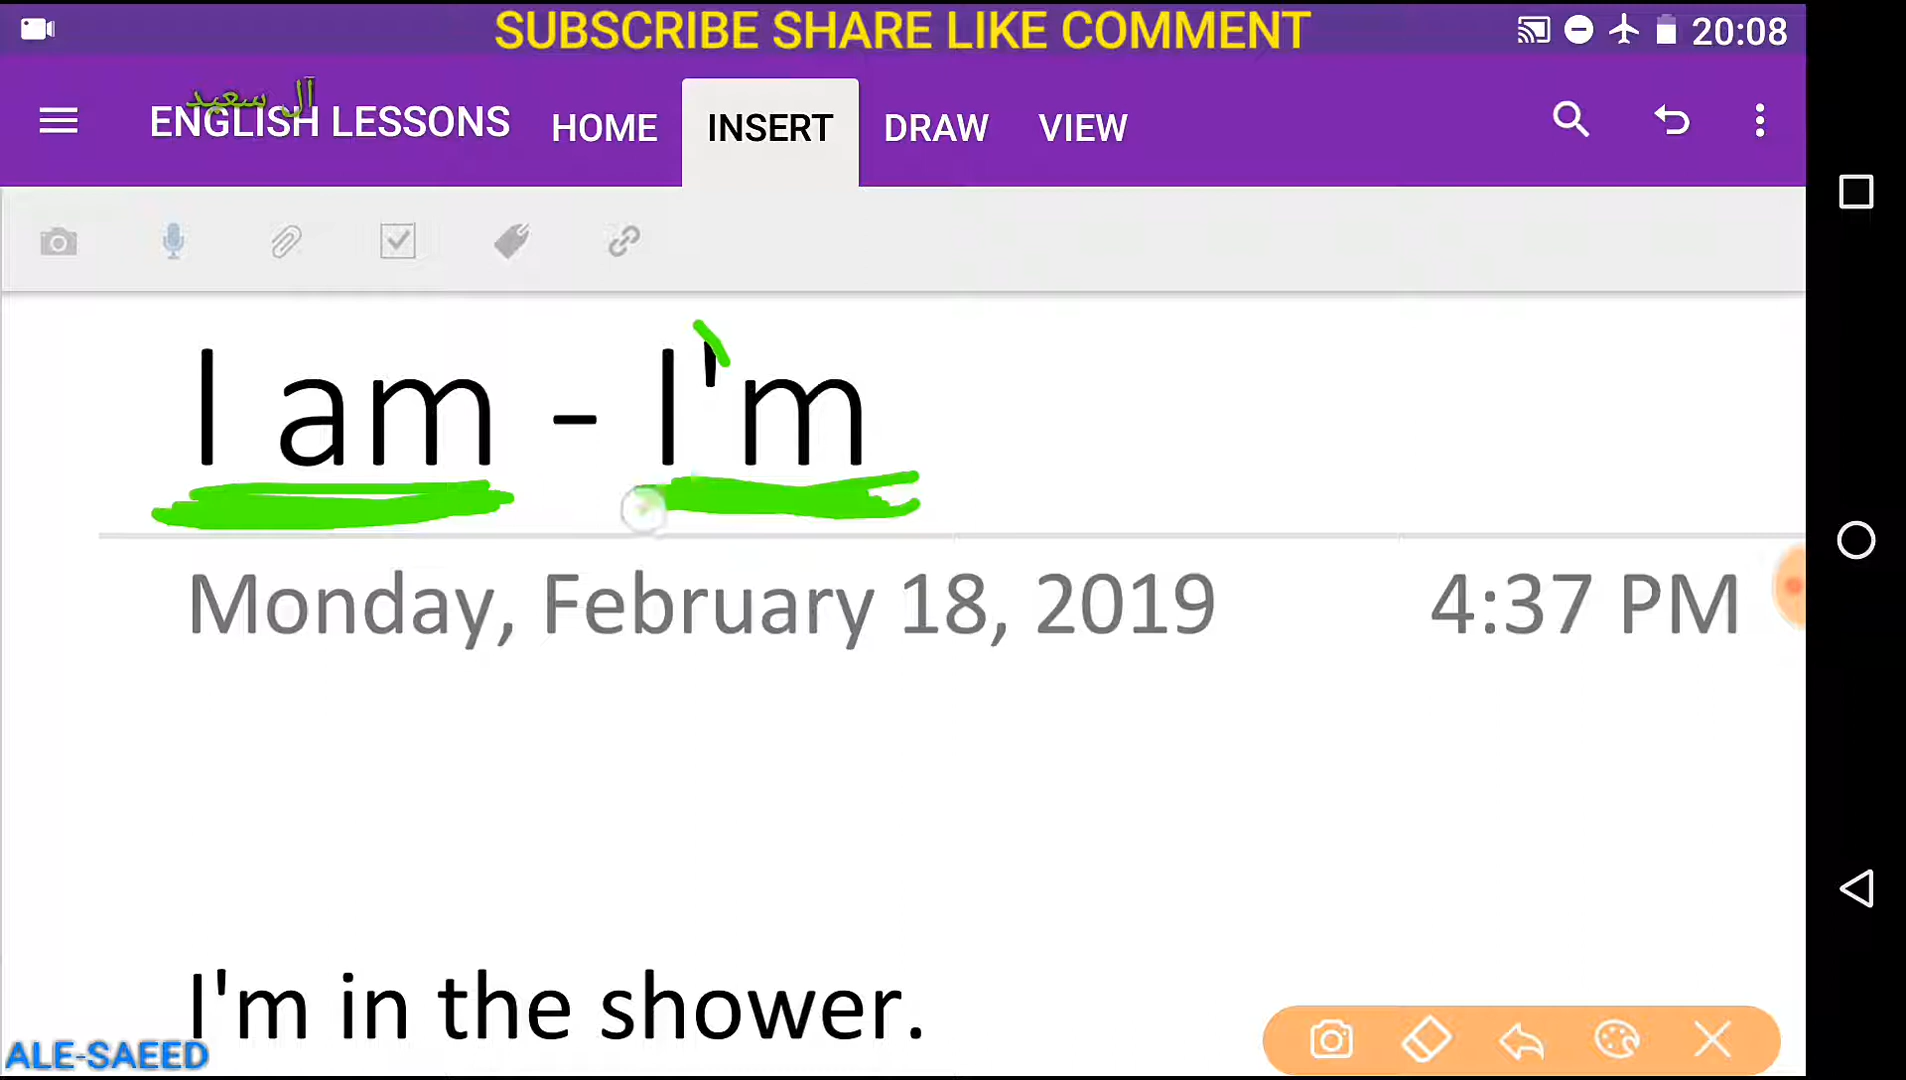 SUBSCRIBE SHARE LIKE COMMENT
20:08
آل سعيد
ENGLISH LESSONS HOME INSERT DRAW VIEW
I am - I'm
Monday, February 18, 2019 4:37 PM
I'm in the shower.
ALE-SAEED